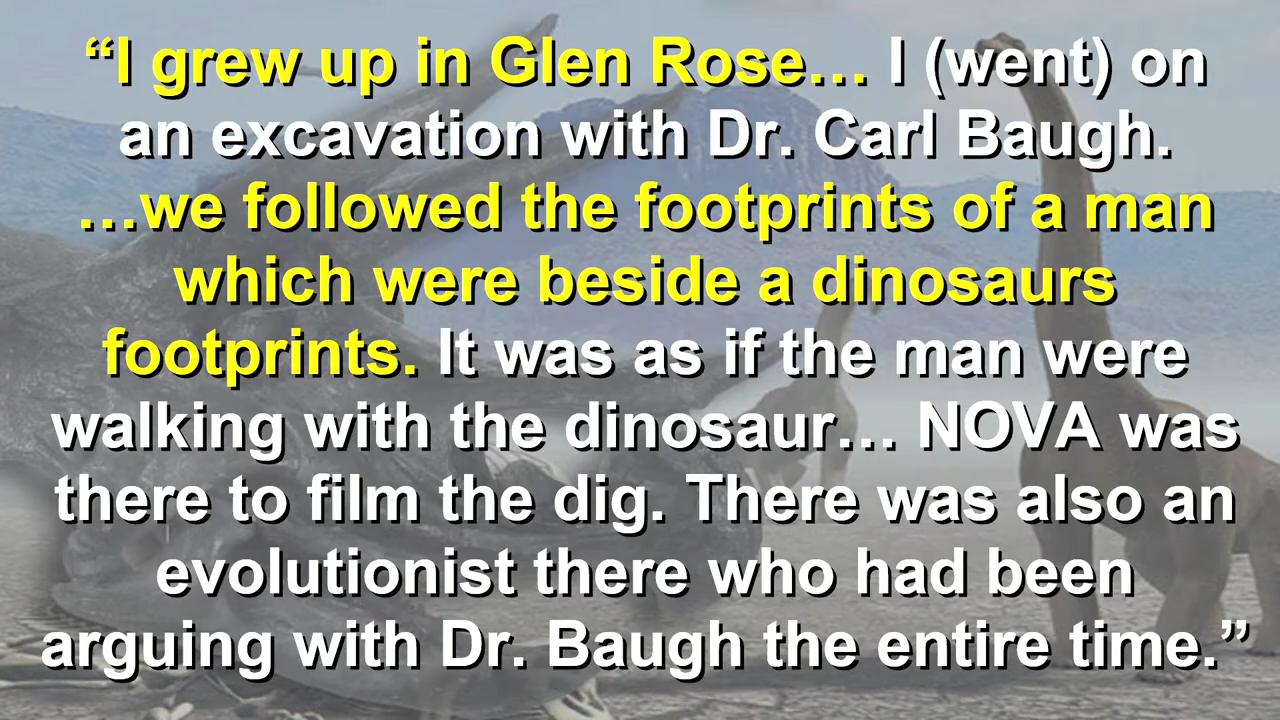 “I grew up in Glen Rose… I (went) on
an excavation with Dr. Carl Baugh.
…we followed the footprints of a man
which were beside a dinosaurs
footprints. It was as if the man were
walking with the dinosaur… NOVA was
there to film the dig. There was also an
evolutionist there who had been
arguing with Dr. Baugh the entire time.”